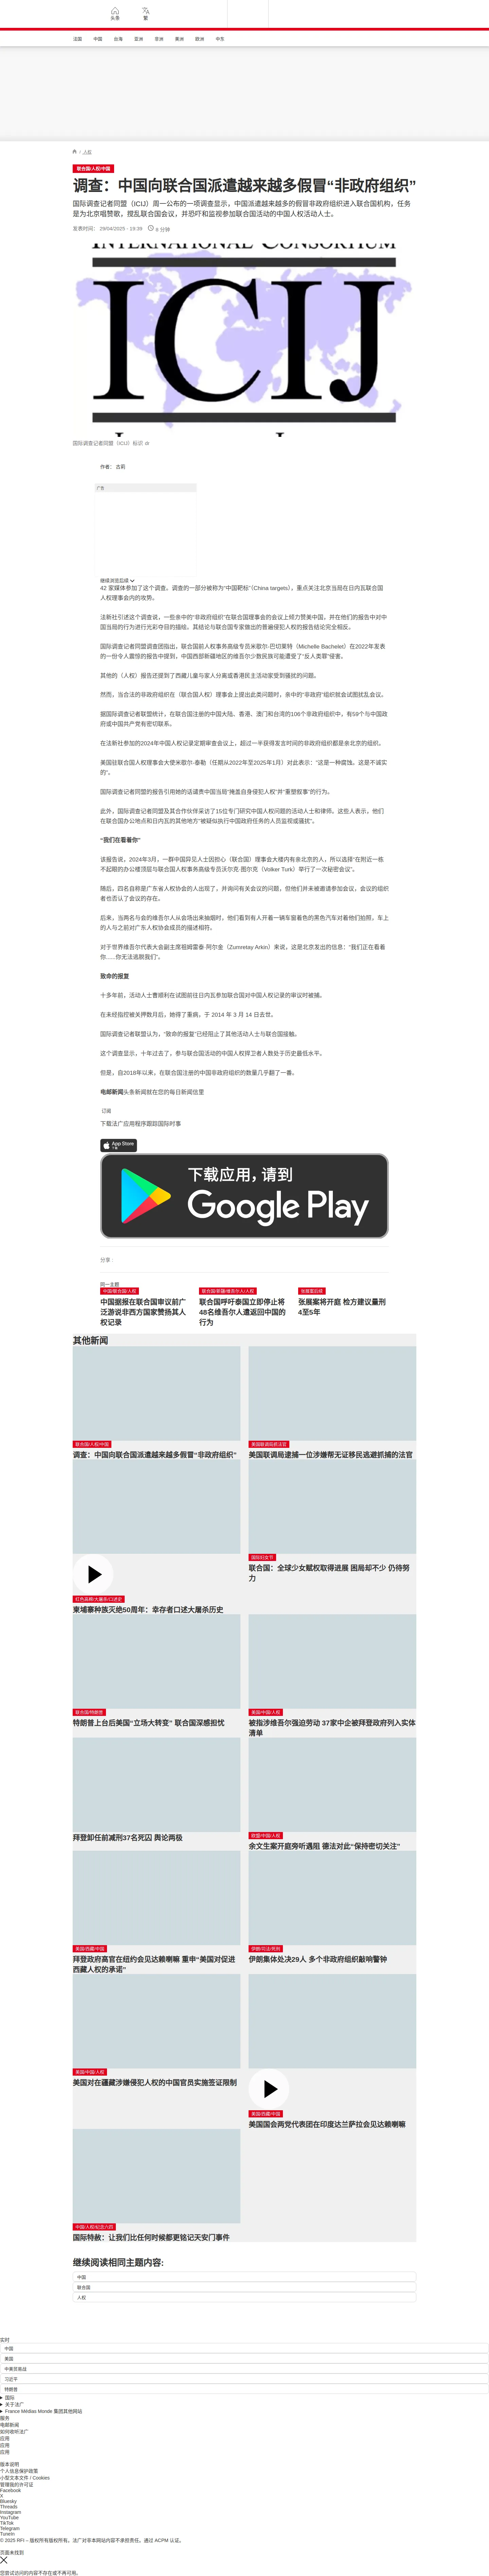 头条
繁
法国
中国
台海
亚洲
非洲
美洲
欧洲
中东
/ 人权
联合国/人权/中国
调查：中国向联合国派遣越来越多假冒“非政府组织”
国际调查记者同盟（ICIJ）周一公布的一项调查显示，中国派遣越来越多的假冒非政府组织进入联合国机构，任务是为北京唱赞歌，搅乱联合国会议，并恐吓和监视参加联合国活动的中国人权活动人士。
发表时间： 29/04/2025 - 19:39
6 分钟
INTERNATIONAL CONSORTIUM
ICIJ
国际调查记者同盟（ICIJ）标识 dr
作者： 古莉
广告
继续浏览后续
42 家媒体参加了这个调查。调查的一部分被称为“中国靶标”（China targets），重点关注北京当局在日内瓦联合国人权理事会内的攻势。
法新社引述这个调查说，一些亲中的“非政府组织”在联合国理事会的会议上倾力赞美中国，并在他们的报告中对中国当局的行为进行光彩夺目的描绘。其结论与联合国专家做出的普遍侵犯人权的报告结论完全相反。
国际调查记者同盟调查团指出，联合国前人权事务高级专员米歇尔-巴切莱特（Michelle Bachelet）在2022年发表的一份令人震惊的报告中提到，中国西部新疆地区的维吾尔少数民族可能遭受了“反人类罪”侵害。
其他的（人权）报告还提到了西藏儿童与家人分离或香港民主活动家受到骚扰的问题。
然而，当合法的非政府组织在（联合国人权）理事会上提出此类问题时，亲中的“非政府”组织就会试图扰乱会议。
据国际调查记者联盟统计，在联合国注册的中国大陆、香港、澳门和台湾的106个非政府组织中，有59个与中国政府或中国共产党有密切联系。
在法新社参加的2024年中国人权记录定期审查会议上，超过一半获得发言时间的非政府组织都是亲北京的组织。
美国驻联合国人权理事会大使米歇尔-泰勒（任期从2022年至2025年1月）对此表示：“这是一种腐蚀。这是不诚实的”。
国际调查记者同盟的报告引用她的话谴责中国当局“掩盖自身侵犯人权”并“重塑叙事”的行为。
此外，国际调查记者同盟及其合作伙伴采访了15位专门研究中国人权问题的活动人士和律师。这些人表示，他们在联合国办公地点和日内瓦的其他地方“被疑似执行中国政府任务的人员监视或骚扰”。
“我们在看着你”
该报告说，2024年3月，一群中国异见人士因担心（联合国）理事会大楼内有亲北京的人，所以选择“在附近一栋不起眼的办公楼顶层与联合国人权事务高级专员沃尔克·图尔克（Volker Turk）举行了一次秘密会议”。
随后，四名自称是广东省人权协会的人出现了，并询问有关会议的问题，但他们并未被邀请参加会议，会议的组织者也否认了会议的存在。
后来，当两名与会的维吾尔人从会场出来抽烟时，他们看到有人开着一辆车窗着色的黑色汽车对着他们拍照，车上的人与之前对广东人权协会成员的描述相符。
对于世界维吾尔代表大会副主席祖姆雷泰·阿尔金（Zumretay Arkin）来说，这是北京发出的信息：“我们正在看着你......你无法逃脱我们”。
致命的报复
十多年前，活动人士曹顺利在试图前往日内瓦参加联合国对中国人权记录的审议时被捕。
在未经指控被关押数月后，她得了重病，于 2014 年 3 月 14 日去世。
国际调查记者联盟认为，“致命的报复”已经阻止了其他活动人士与联合国接触。
这个调查显示，十年过去了，参与联合国活动的中国人权捍卫者人数处于历史最低水平。
但是，自2018年以来，在联合国注册的中国非政府组织的数量几乎翻了一番。
电邮新闻头条新闻就在您的每日新闻信里
订阅
下载法广应用程序跟踪国际时事
App Store
下载应用，请到
Google Play
分享 :
同一主题
中国/联合国/人权
中国据报在联合国审议前广泛游说非西方国家赞扬其人权记录
联合国/新疆/维吾尔人/人权
联合国呼吁泰国立即停止将48名维吾尔人遣返回中国的行为
张展案后续
张展案将开庭 检方建议量刑4至5年
其他新闻
联合国/人权/中国
调查：中国向联合国派遣越来越多假冒“非政府组织”
美国联调局抓法官
美国联调局逮捕一位涉嫌帮无证移民逃避抓捕的法官
红色高棉/大屠杀/口述史
柬埔寨种族灭绝50周年：幸存者口述大屠杀历史
国际妇女节
联合国：全球少女赋权取得进展 困局却不少 仍待努力
联合国/特朗普
特朗普上台后美国“立场大转变” 联合国深感担忧
美国/中国/人权
被指涉维吾尔强迫劳动 37家中企被拜登政府列入实体清单
拜登卸任前减刑37名死囚 舆论两极
欧盟/中国/人权
余文生案开庭旁听遇阻 德法对此“保持密切关注”
美国/西藏/中国
拜登政府高官在纽约会见达赖喇嘛 重申“美国对促进西藏人权的承诺”
伊朗/司法/死刑
伊朗集体处决29人 多个非政府组织敲响警钟
美国/中国/人权
美国对在疆藏涉嫌侵犯人权的中国官员实施签证限制
美国/西藏/中国
美国国会两党代表团在印度达兰萨拉会见达赖喇嘛
中国/人权/纪念六四
国际特赦：让我们比任何时候都更铭记天安门事件
继续阅读相同主题内容:
中国
联合国
人权
实时
中国
美国
中美贸易战
习近平
特朗普
国际
关于法广
France Médias Monde 集团其他网站
服务
电邮新闻
如何收听法广
应用
应用
应用
版本说明
个人信息保护政策
小型文本文件 / Cookies
管理我的许可证
Facebook
X
Bluesky
Threads
Instagram
YouTube
TikTok
Telegram
TuneIn
© 2025 RFI – 版权所有版权所有。法广对非本网站内容不承担责任。通过 ACPM 认证。
页面未找到
您尝试访问的内容不存在或不再可用。